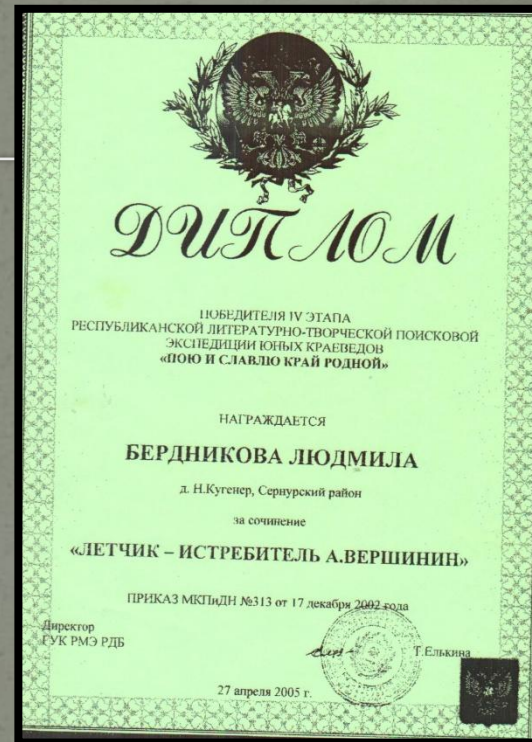 ДИПЛОМ
ПОБЕДИТЕЛЯ IV ЭТАПА
РЕСПУБЛИКАНСКОЙ ЛИТЕРАТУРНО-ТВОРЧЕСКОЙ ПОИСКОВОЙ
ЭКСПЕДИЦИИ ЮНЫХ КРАЕВЕДОВ
«ПОЮ И СЛАВЛЮ КРАЙ РОДНОЙ»
НАГРАЖДАЕТСЯ
БЕРДНИКОВА ЛЮДМИЛА
д. Н.Кугенер, Сернурский район
за сочинение
«ЛЕТЧИК – ИСТРЕБИТЕЛЬ А.ВЕРШИНИН»
ПРИКАЗ МКПиДН №313 от 17 декабря 2002 года
Директор
ГУК РМЭ РДБ
Т.Елькина
27 апреля 2005 г.